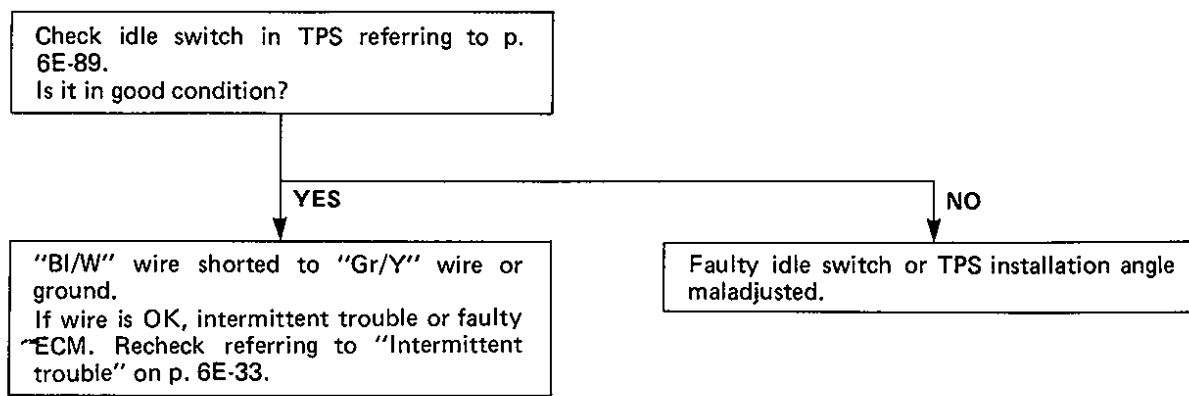 Check idle switch in TPS referring to p.
6E-89.
Is it in good condition?
YES
NO
"Bl/W" wire shorted to "Gr/Y" wire or
ground.
If wire is OK, intermittent trouble or faulty
ECM. Recheck referring to "Intermittent
trouble" on p. 6E-33.
Faulty idle switch or TPS installation angle
maladjusted.